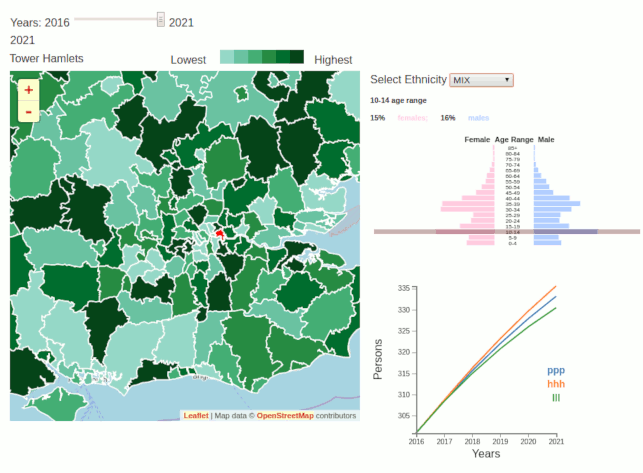 Years: 2016 2021
2021
Tower Hamlets Lowest Highest
+
-
Select Ethnicity MIX
10-14 age range
15% females; 16% males
Female Age Range Male
85+
80-84
75-79
70-74
65-69
60-64
55-59
50-54
45-49
40-44
35-39
30-34
25-29
20-24
15-19
10-14
5-9
0-4
335
330
325
320
315
310
305
Persons
ppp
hhh
lll
2016 2017 2018 2019 2020 2021
Years
Leaflet | Map data © OpenStreetMap contributors